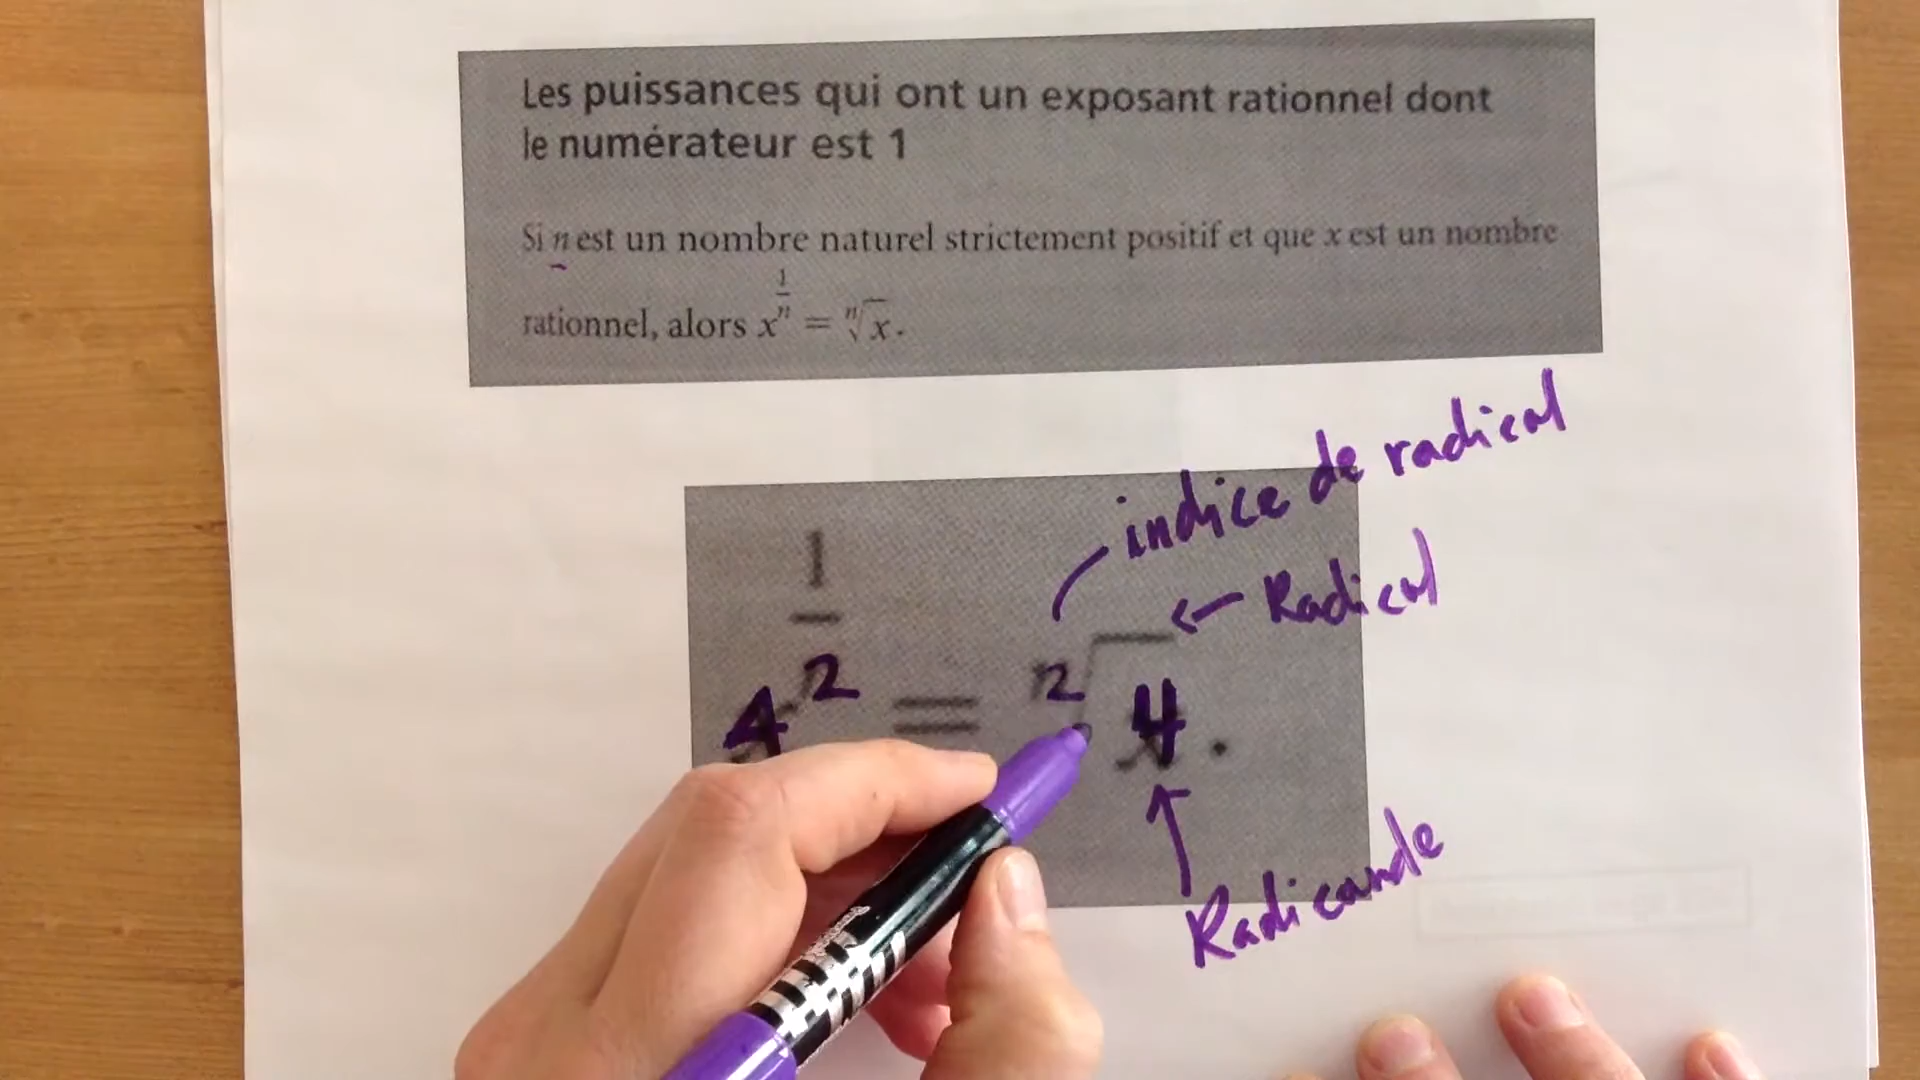 Les puissances qui ont un exposant rationnel dont
le numérateur est 1
Si n est un nombre naturel strictement positif et que x est un nombre
rationnel, alors x^(1/n) = ⁿ√x.
indice de radical
Radical
4^(1/2) = ²√4.
Radicande